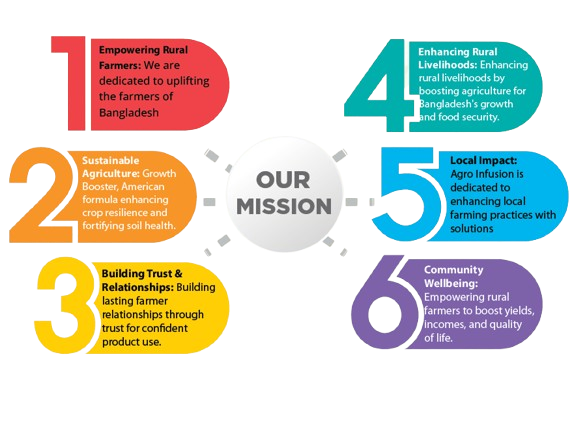 1
Empowering Rural
Farmers: We are
dedicated to uplifting
the farmers of
Bangladesh
2
Sustainable
Agriculture: Growth
Booster, American
formula enhancing
crop resilience and
fortifying soil health.
3
Building Trust &
Relationships: Building
lasting farmer
relationships through
trust for confident
product use.
OUR
MISSION
4
Enhancing Rural
Livelihoods: Enhancing
rural livelihoods by
boosting agriculture for
Bangladesh's growth
and food security.
5
Local Impact:
Agro Infusion is
dedicated to
enhancing local
farming practices with
solutions
6
Community
Wellbeing:
Empowering rural
farmers to boost yields,
incomes, and quality
of life.